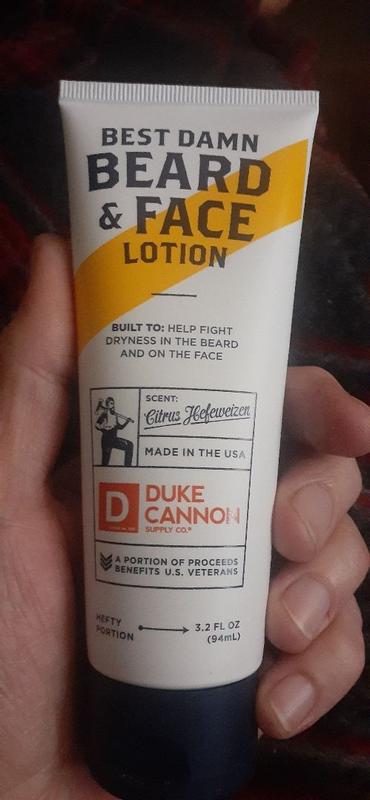 BEST DAMN
BEARD
& FACE
LOTION
BUILT TO: HELP FIGHT
DRYNESS IN THE BEARD
AND ON THE FACE
SCENT:
Citrus Hefeweizen
MADE IN THE USA
D
DUKE
CANNON
SUPPLY CO.®
A PORTION OF PROCEEDS
BENEFITS U.S. VETERANS
HEFTY
PORTION
3.2 FL OZ
(94mL)